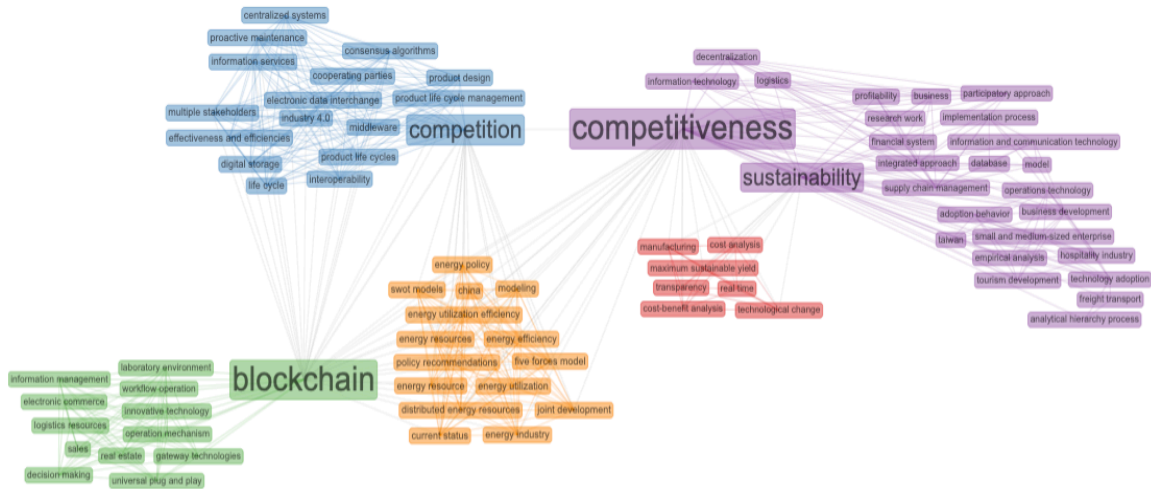 centralized systems
proactive maintenance
consensus algorithms
information services
cooperating parties
product design
electronic data interchange
product life cycle management
multiple stakeholders
industry 4.0
middleware
effectiveness and efficiencies
competition
digital storage
product life cycles
life cycle
interoperability
decentralization
information technology
logistics
profitability
business
participatory approach
competitiveness
research work
implementation process
financial system
information and communication technology
integrated approach
database
model
sustainability
supply chain management
operations technology
adoption behavior
business development
taiwan
small and medium-sized enterprise
empirical analysis
hospitality industry
tourism development
technology adoption
freight transport
analytical hierarchy process
manufacturing
cost analysis
maximum sustainable yield
transparency
real time
cost-benefit analysis
technological change
energy policy
swot models
china
modeling
energy utilization efficiency
energy resources
energy efficiency
policy recommendations
five forces model
energy resource
energy utilization
distributed energy resources
joint development
current status
energy industry
blockchain
laboratory environment
information management
workflow operation
electronic commerce
innovative technology
logistics resources
operation mechanism
sales
real estate
gateway technologies
decision making
universal plug and play